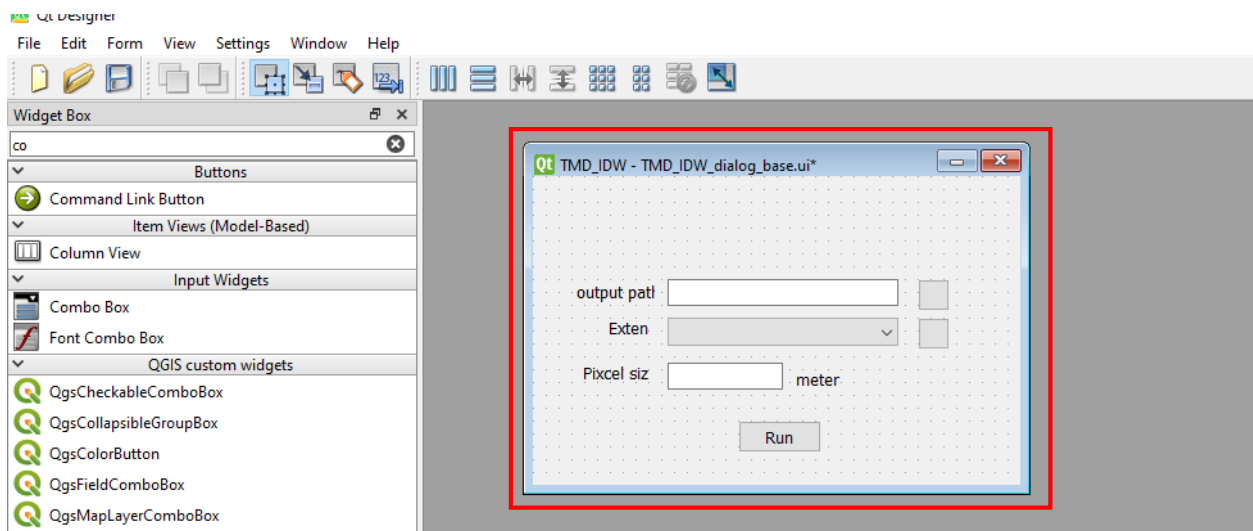 Qt Designer
File Edit Form View Settings Window Help
123
Widget Box
co
Buttons
Command Link Button
Item Views (Model-Based)
Column View
Input Widgets
Combo Box
Font Combo Box
QGIS custom widgets
QgsCheckableComboBox
QgsCollapsibleGroupBox
QgsColorButton
QgsFieldComboBox
QgsMapLayerComboBox
Qt TMD_IDW - TMD_IDW_dialog_base.ui*
output patl
Exten
Pixcel siz meter
Run